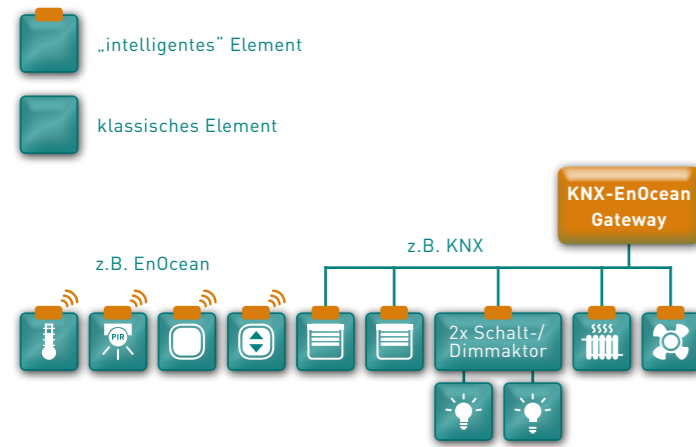 „intelligentes“ Element
klassisches Element
KNX-EnOcean
Gateway
z.B. KNX
z.B. EnOcean
PIR
2x Schalt-/
Dimmaktor